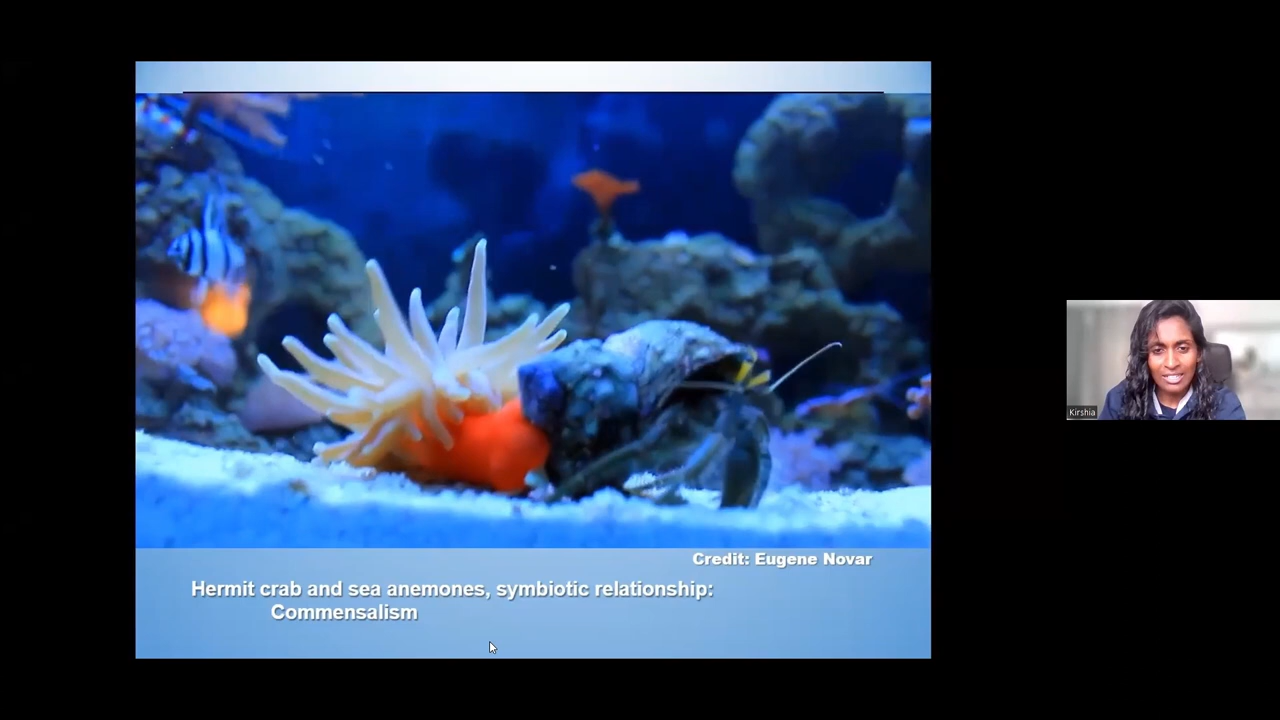 Credit: Eugene Novar
Hermit crab and sea anemones, symbiotic relationship:
Commensalism
Kirshia